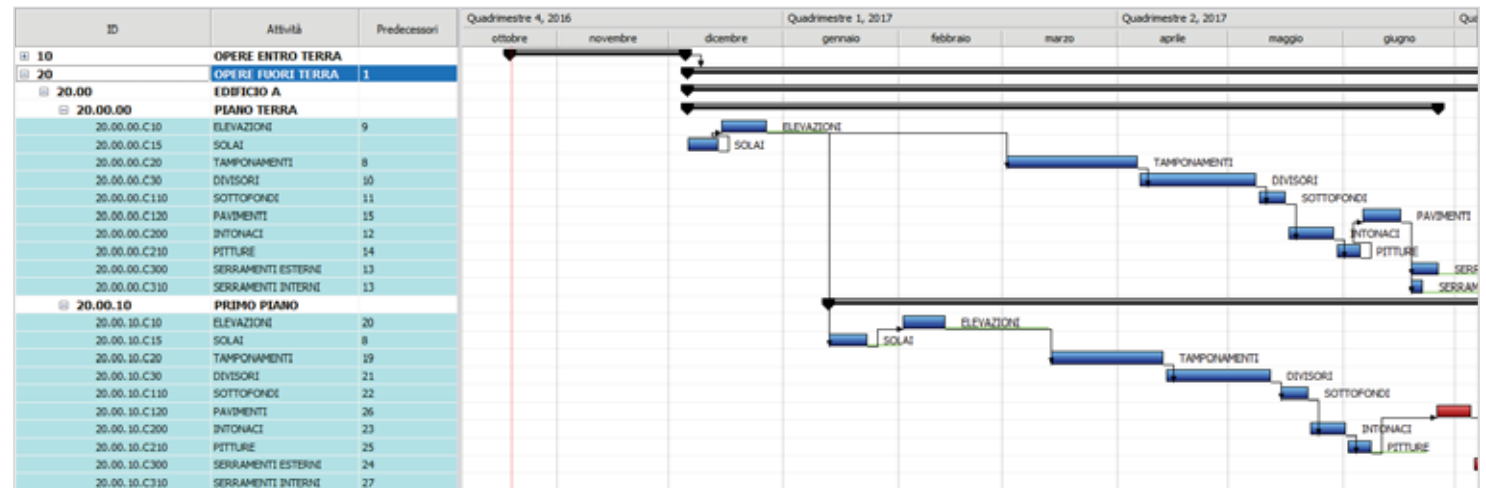 ID Attività Predecessori Quadrimestre 4, 2016 Quadrimestre 1, 2017 Quadrimestre 2, 2017 Qua
ottobre novembre dicembre gennaio febbraio marzo aprile maggio giugno
10 OPERE ENTRO TERRA
20 OPERE FUORI TERRA 1
20.00 EDIFICIO A
20.00.00 PIANO TERRA
20.00.00.C10 ELEVAZIONI 9 ELEVAZIONI
20.00.00.C15 SOLAI SOLAI
20.00.00.C20 TAMPONAMENTI 8 TAMPONAMENTI
20.00.00.C30 DIVISORI 10 DIVISORI
20.00.00.C110 SOTTOFONDI 11 SOTTOFONDI
20.00.00.C120 PAVIMENTI 15 PAVIMENTI
20.00.00.C200 INTONACI 12 INTONACI
20.00.00.C210 PITTURE 14 PITTURE
20.00.00.C300 SERRAMENTI ESTERNI 13 SERR
20.00.00.C310 SERRAMENTI INTERNI 13 SERRAM
20.00.10 PRIMO PIANO
20.00.10.C10 ELEVAZIONI 20 ELEVAZIONI
20.00.10.C15 SOLAI 8 SOLAI
20.00.10.C20 TAMPONAMENTI 19 TAMPONAMENTI
20.00.10.C30 DIVISORI 21 DIVISORI
20.00.10.C110 SOTTOFONDI 22 SOTTOFONDI
20.00.10.C120 PAVIMENTI 26
20.00.10.C200 INTONACI 23 INTONACI
20.00.10.C210 PITTURE 25 PITTURE
20.00.10.C300 SERRAMENTI ESTERNI 24
20.00.10.C310 SERRAMENTI INTERNI 27